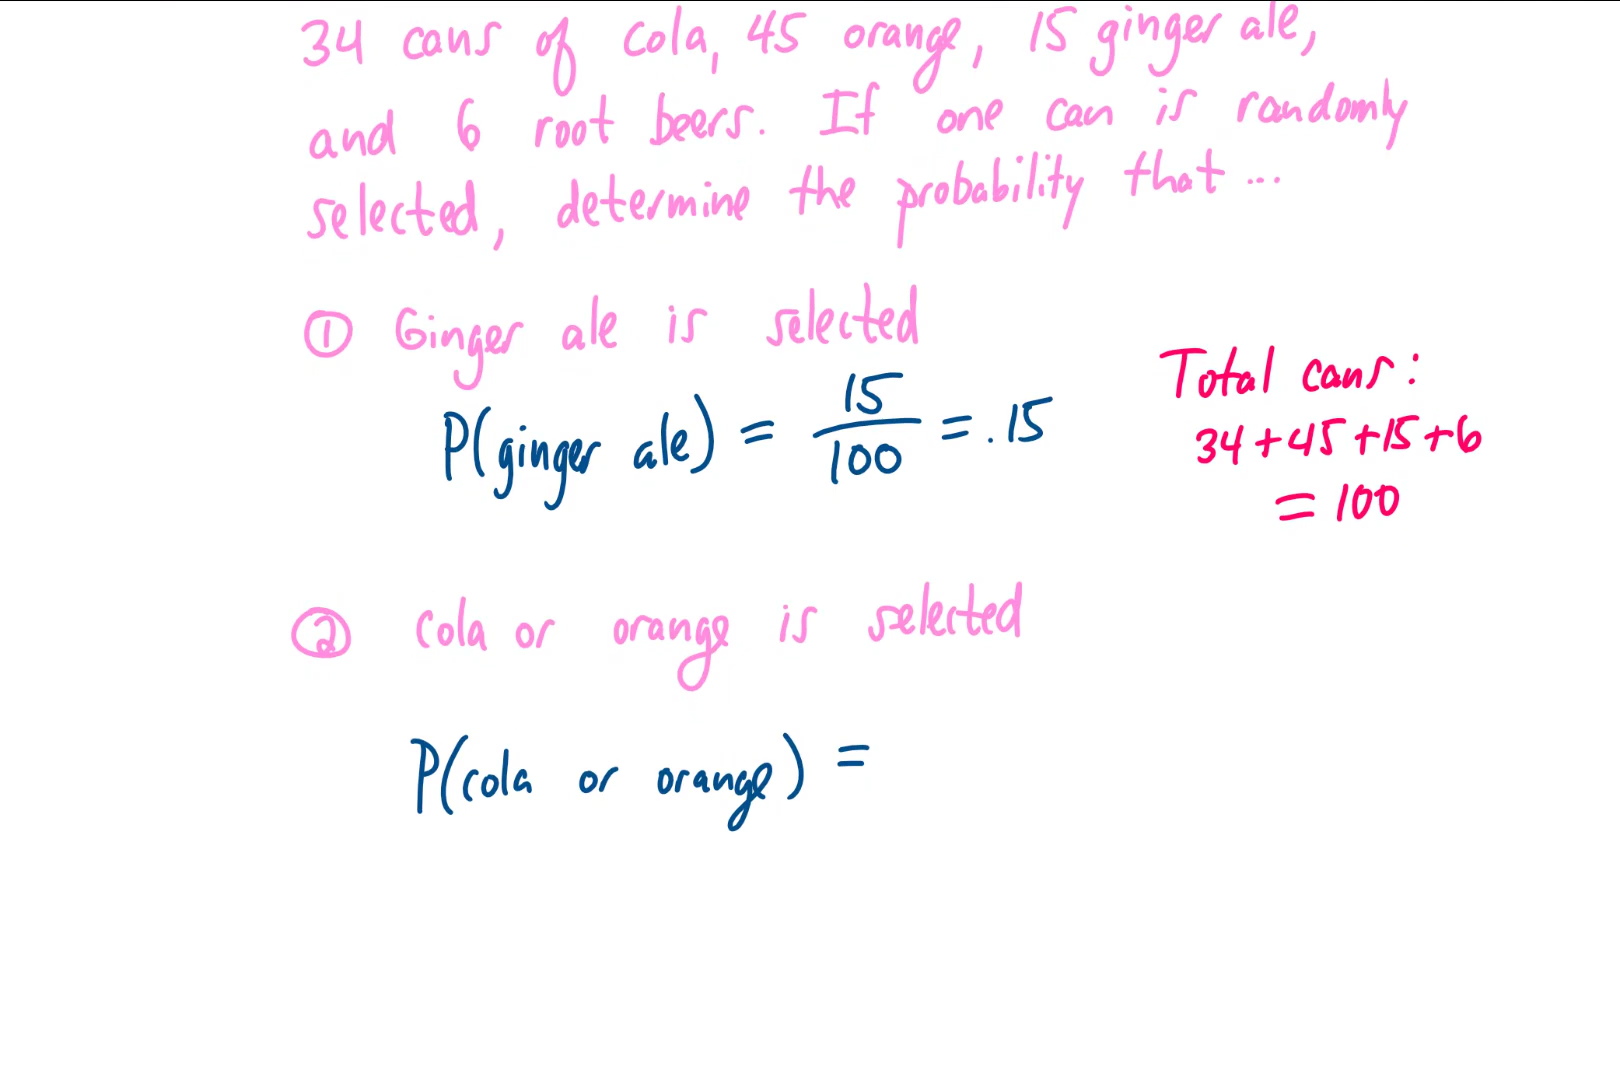 34 cans of cola, 45 orange, 15 ginger ale,
and 6 root beers. If one can is randomly
selected, determine the probability that ...
① Ginger ale is selected
P(ginger ale) = 15/100 = .15
Total cans:
34+45+15+6
= 100
② cola or orange is selected
P(cola or orange) =